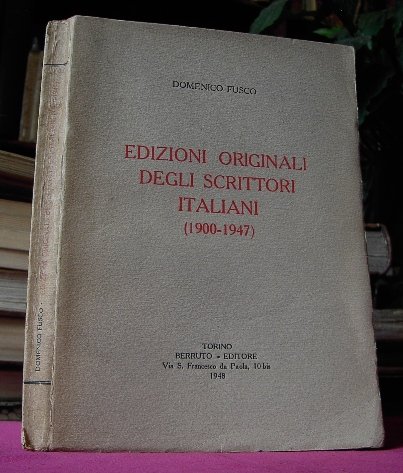 DOMENICO FUSCO
EDIZIONI ORIGINALI
DEGLI SCRITTORI
ITALIANI
(1900-1947)
TORINO
BERRUTO - EDITORE
Via S. Francesco da Paola, 10 bis
1948
DOMENICO FUSCO